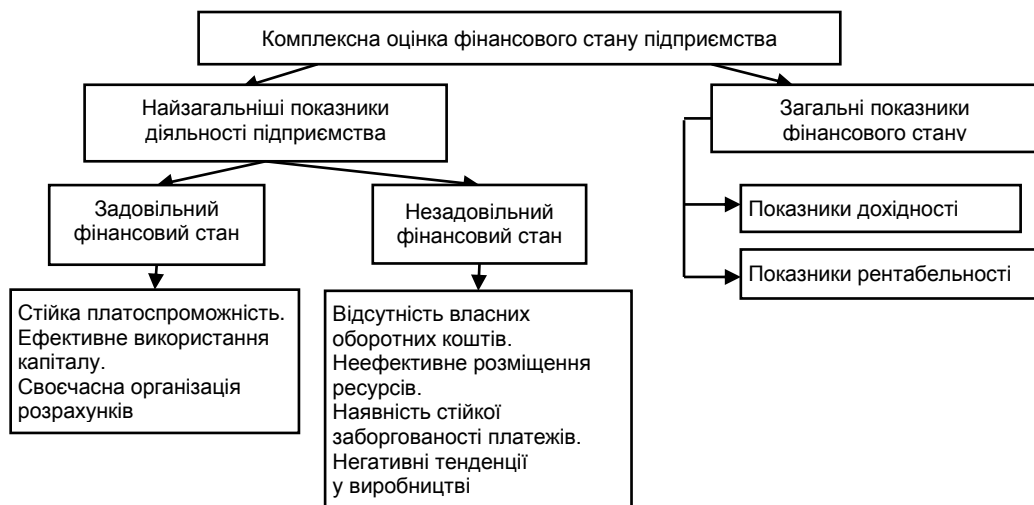 Комплексна оцінка фінансового стану підприємства
Найзагальніші показники
діяльності підприємства
Загальні показники
фінансового стану
Задовільний
фінансовий стан
Незадовільний
фінансовий стан
Показники дохідності
Показники рентабельності
Стійка платоспроможність.
Ефективне використання
капіталу.
Своєчасна організація
розрахунків
Відсутність власних
оборотних коштів.
Неефективне розміщення
ресурсів.
Наявність стійкої
заборгованості платежів.
Негативні тенденції
у виробництві